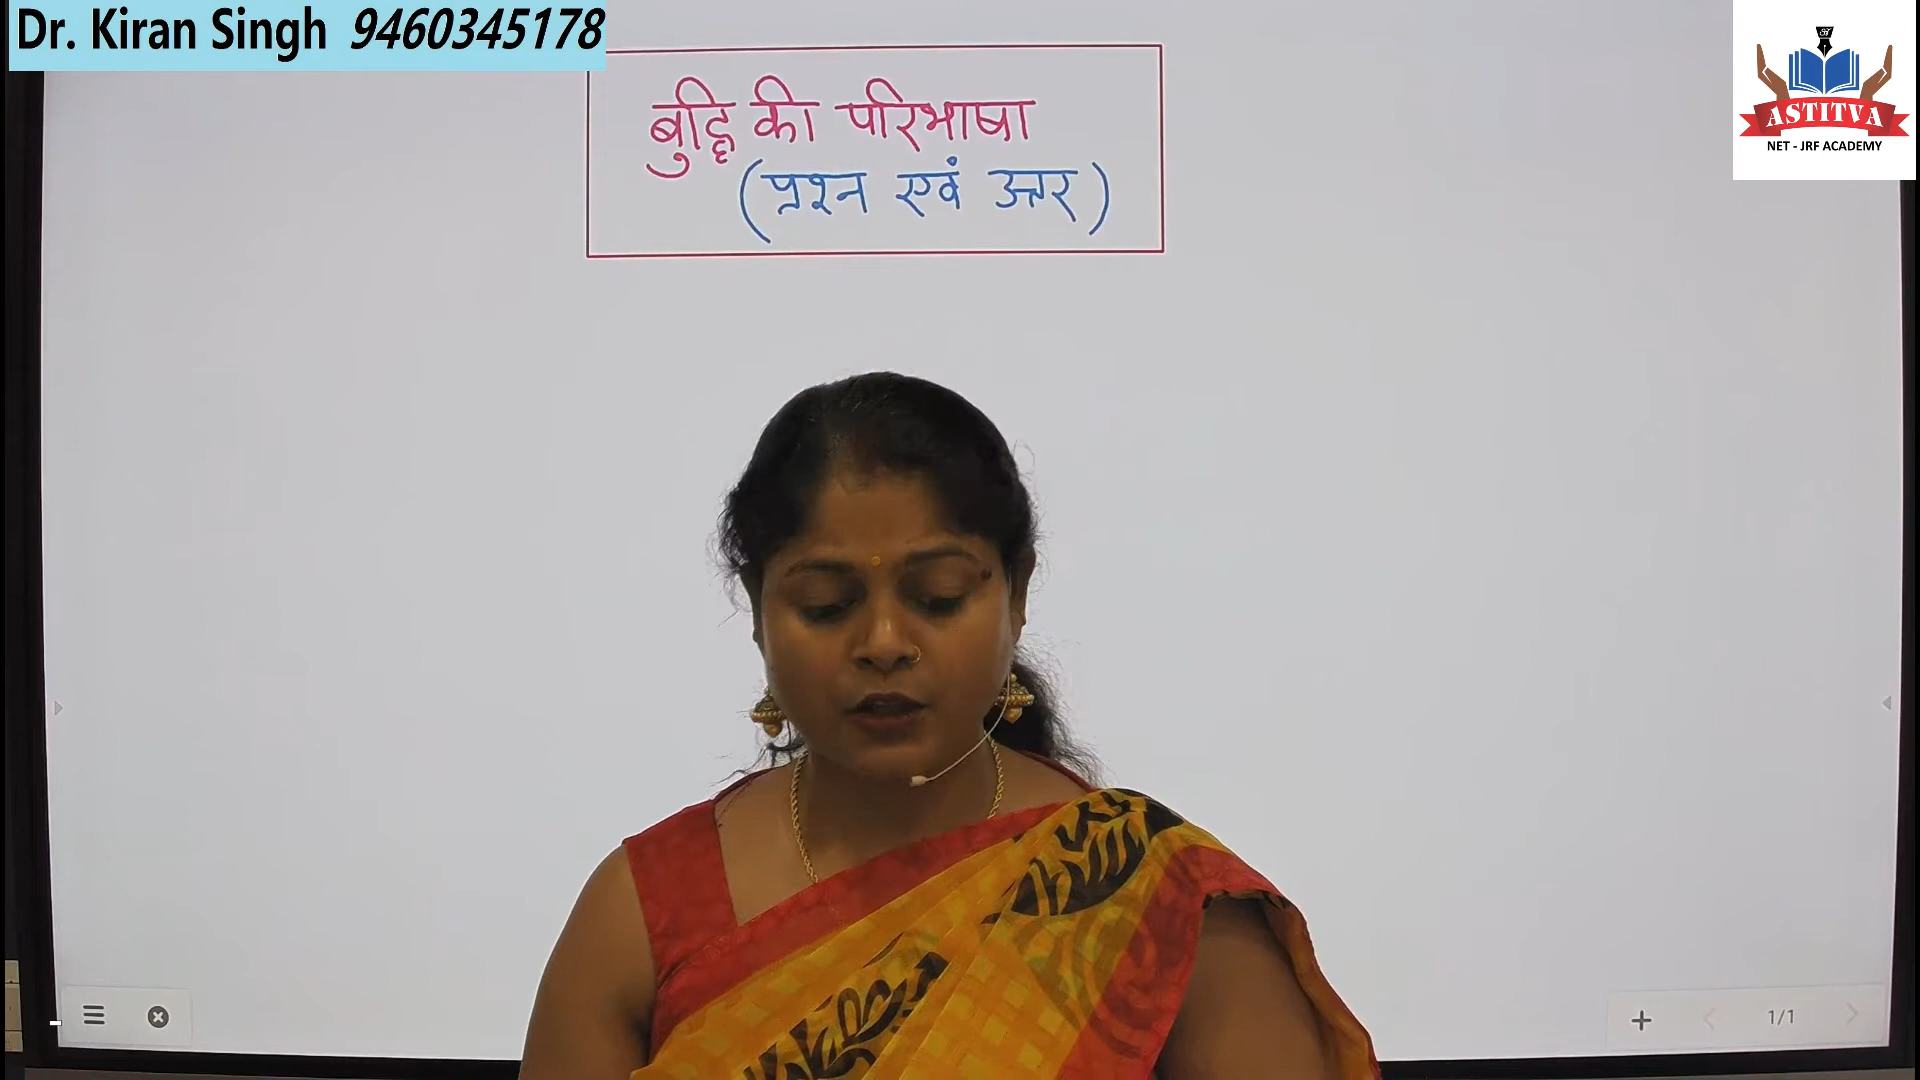 Dr. Kiran Singh 9460345178
बुद्धि की परिभाषा
(प्रश्न एवं उत्तर)
ASTITVA
NET - JRF ACADEMY
1/1